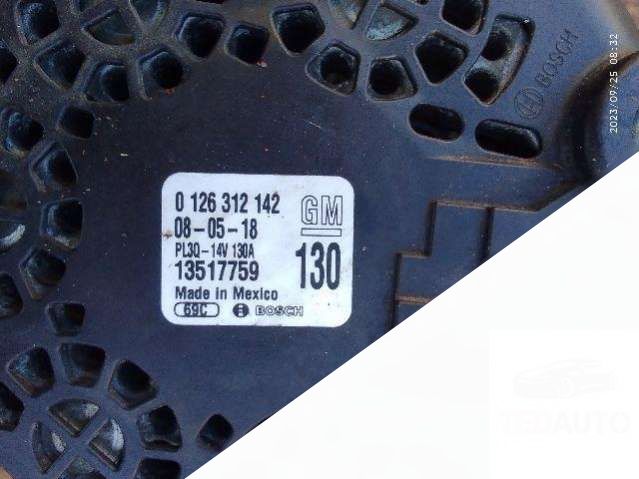 2023/09/25 08:32
BOSCH
0 126 312 142
GM
08-05-18
PL3Q-14V 130A
13517759
130
Made in Mexico
69C BOSCH
TEDAUTO